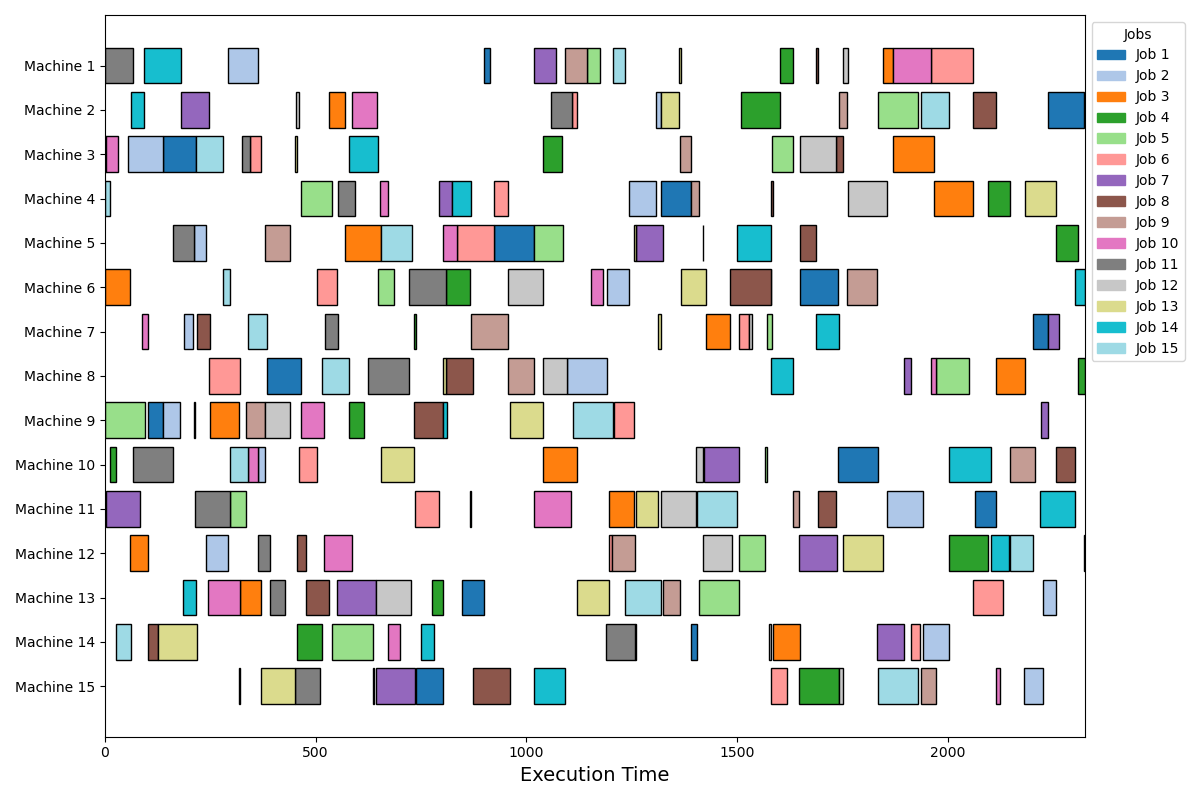 Machine 1
Machine 2
Machine 3
Machine 4
Machine 5
Machine 6
Machine 7
Machine 8
Machine 9
Machine 10
Machine 11
Machine 12
Machine 13
Machine 14
Machine 15
0 500 1000 1500 2000
Execution Time
Jobs
Job 1
Job 2
Job 3
Job 4
Job 5
Job 6
Job 7
Job 8
Job 9
Job 10
Job 11
Job 12
Job 13
Job 14
Job 15